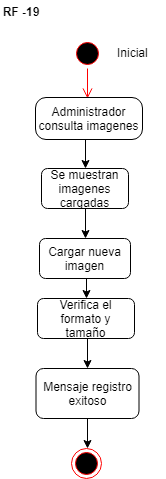 RF -19
Inicial
Administrador
consulta imagenes
Se muestran
imagenes
cargadas
Cargar nueva
imagen
Verifica el
formato y
tamaño
Mensaje registro
exitoso